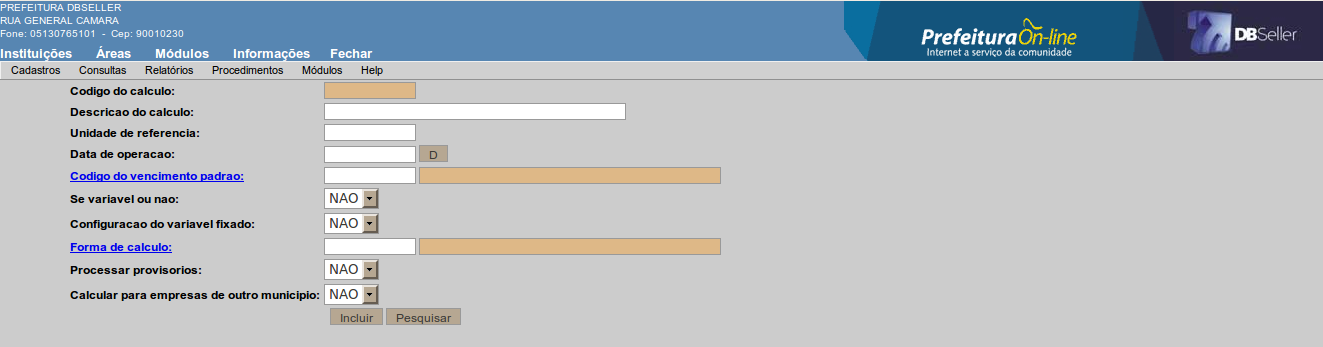 PREFEITURA DBSELLER
RUA GENERAL CAMARA
Fone: 05130765101 - Cep: 90010230
Instituições Áreas Módulos Informações Fechar
PrefeituraOn-line
Internet a serviço da comunidade
DBSeller
Cadastros Consultas Relatórios Procedimentos Módulos Help
Codigo do calculo:
Descricao do calculo:
Unidade de referencia:
Data de operacao: D
Codigo do vencimento padrao:
Se variavel ou nao: NAO
Configuracao do variavel fixado: NAO
Forma de calculo:
Processar provisorios: NAO
Calcular para empresas de outro municipio: NAO
Incluir Pesquisar